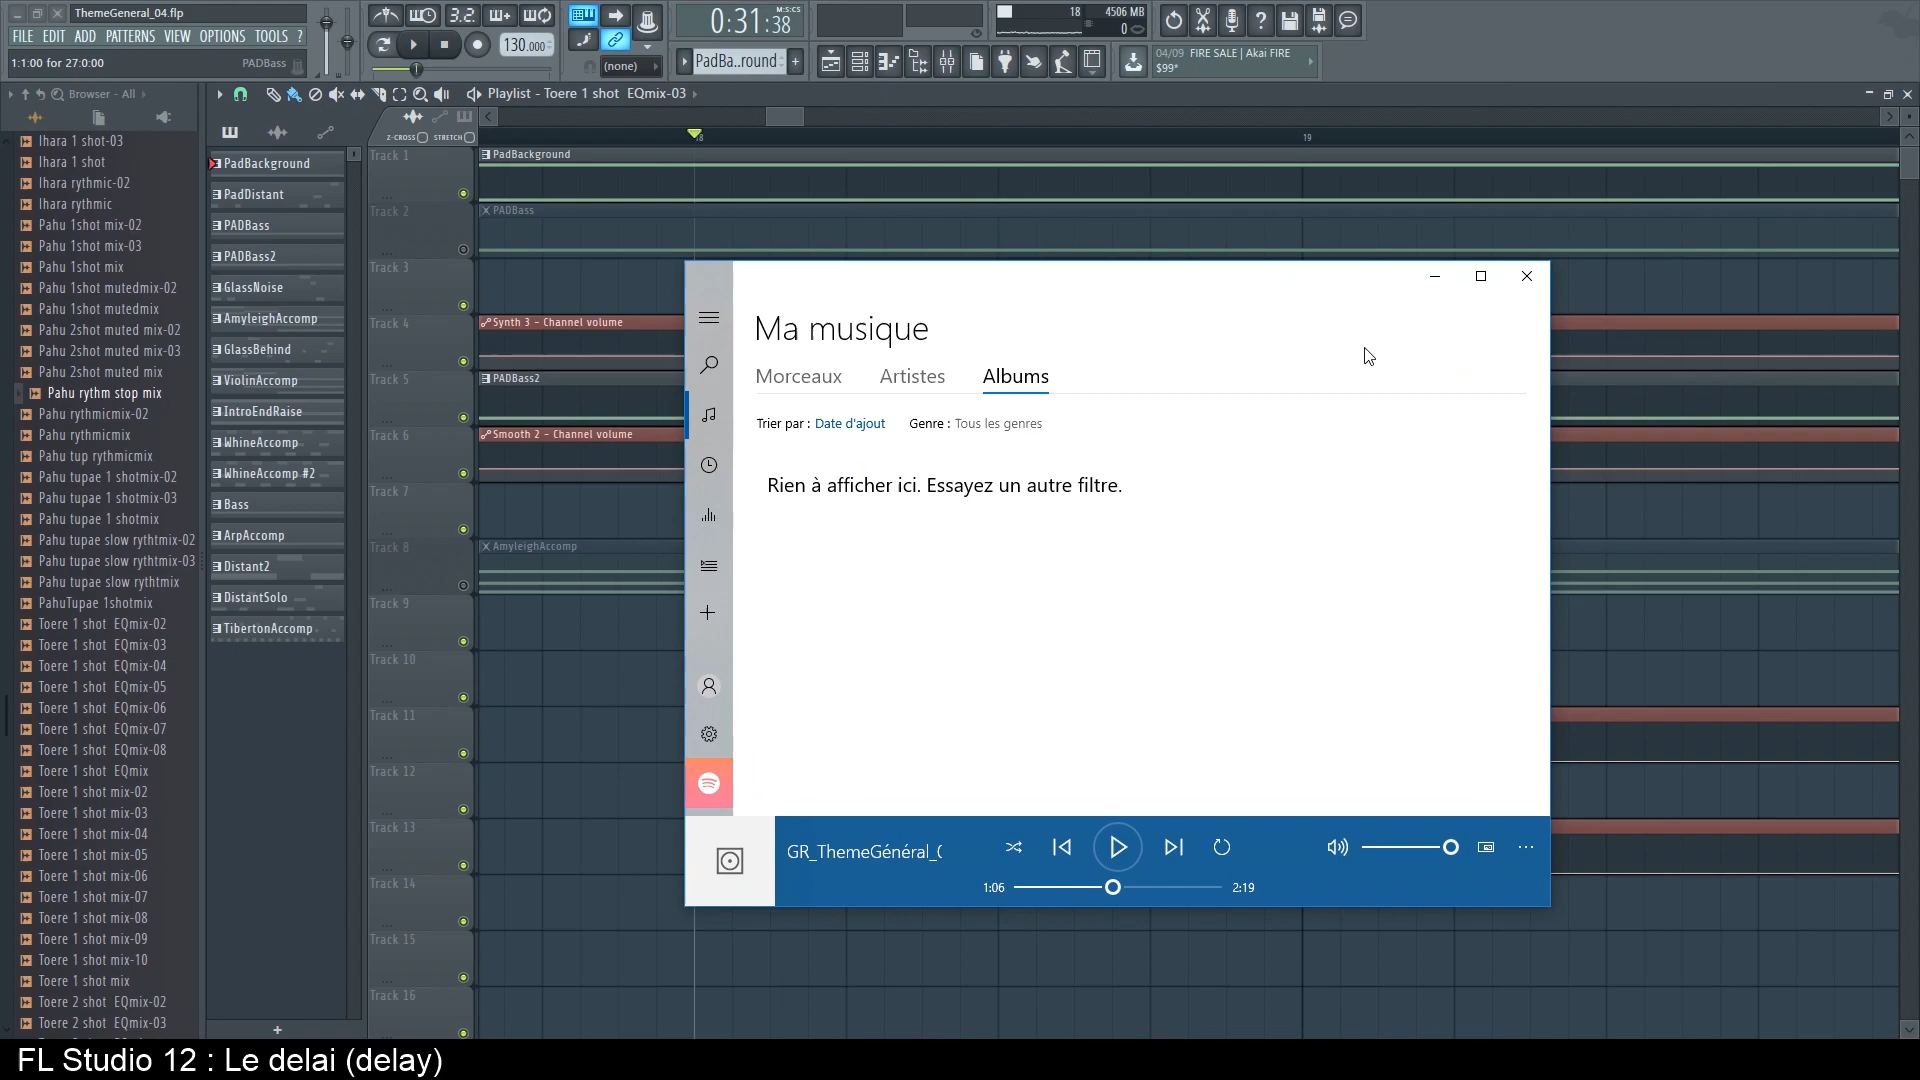 ThemeGeneral_04.flp
FILE EDIT ADD PATTERNS VIEW OPTIONS TOOLS ?
1:1:00 for 27:0:00 PADBass
3.2.
130.000
0:31:38
M:S:CS
(none)
PadBa..round
+
18 4506 MB
0
04/09 FIRE SALE | Akai FIRE
$99*
Browser - All
Playlist - Toere 1 shot EQmix-03
Z-CROSS STRETCH
18
19
Ihara 1 shot-03
Ihara 1 shot
Ihara rythmic-02
Ihara rythmic
Pahu 1shot mix-02
Pahu 1shot mix-03
Pahu 1shot mix
Pahu 1shot mutedmix-02
Pahu 1shot mutedmix
Pahu 2shot muted mix-02
Pahu 2shot muted mix-03
Pahu 2shot muted mix
Pahu rythm stop mix
Pahu rythmicmix-02
Pahu rythmicmix
Pahu tup rythmicmix
Pahu tupae 1 shotmix-02
Pahu tupae 1 shotmix-03
Pahu tupae 1 shotmix
Pahu tupae slow rythtmix-02
Pahu tupae slow rythtmix-03
Pahu tupae slow rythtmix
PahuTupae 1shotmix
Toere 1 shot EQmix-02
Toere 1 shot EQmix-03
Toere 1 shot EQmix-04
Toere 1 shot EQmix-05
Toere 1 shot EQmix-06
Toere 1 shot EQmix-07
Toere 1 shot EQmix-08
Toere 1 shot EQmix
Toere 1 shot mix-02
Toere 1 shot mix-03
Toere 1 shot mix-04
Toere 1 shot mix-05
Toere 1 shot mix-06
Toere 1 shot mix-07
Toere 1 shot mix-08
Toere 1 shot mix-09
Toere 1 shot mix-10
Toere 1 shot mix
Toere 2 shot EQmix-02
Toere 2 shot EQmix-03
PadBackground
PadDistant
PADBass
PADBass2
GlassNoise
AmyleighAccomp
GlassBehind
ViolinAccomp
IntroEndRaise
WhineAccomp
WhineAccomp #2
Bass
ArpAccomp
Distant2
DistantSolo
TibertonAccomp
+
Track 1
PadBackground
Track 2
PADBass
Track 3
Track 4
Synth 3 - Channel volume
Track 5
PADBass2
Track 6
Smooth 2 - Channel volume
Track 7
Track 8
AmyleighAccomp
Track 9
Track 10
Track 11
Track 12
Track 13
Track 14
Track 15
Track 16
Ma musique
Morceaux Artistes Albums
Trier par : Date d'ajout Genre : Tous les genres
Rien à afficher ici. Essayez un autre filtre.
GR_ThemeGénéral_
1:06
2:19
FL Studio 12 : Le delai (delay)